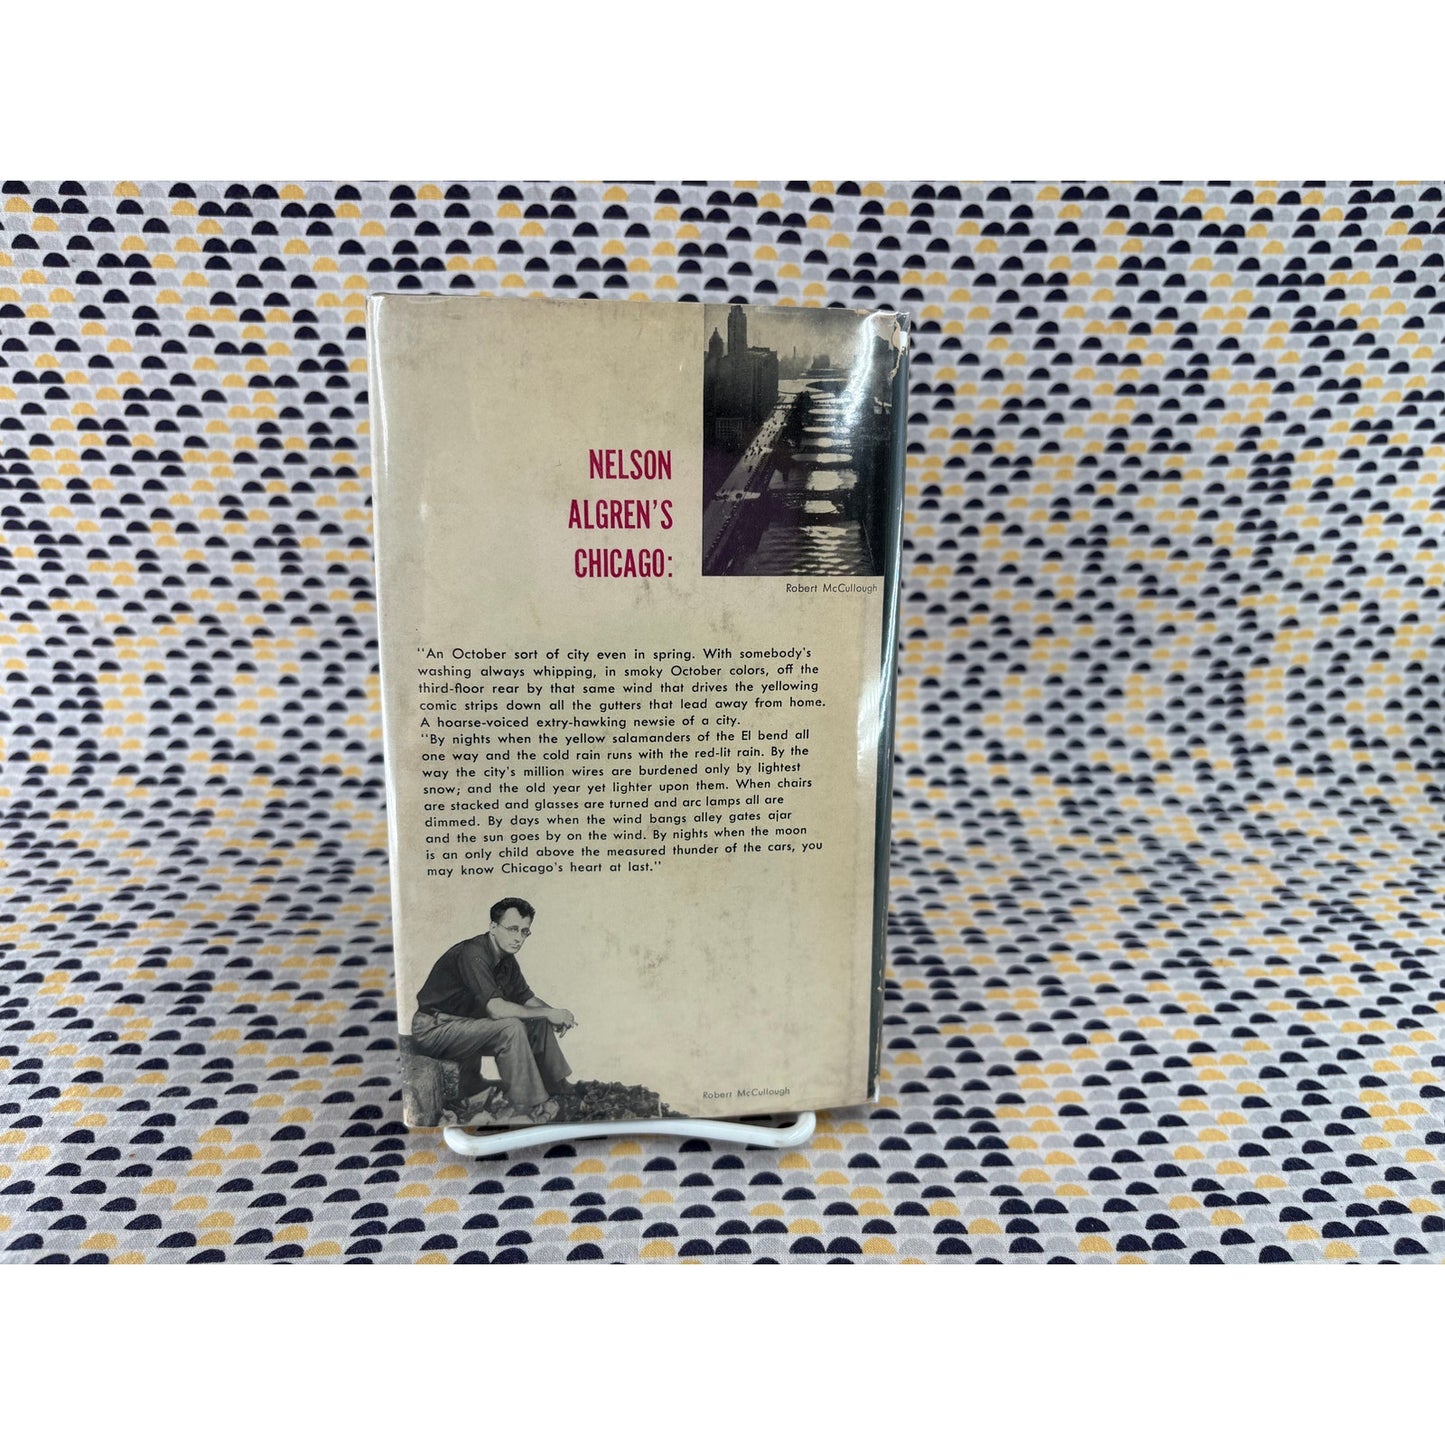 NELSON
ALGREN'S
CHICAGO:
Robert McCullough
"An October sort of city even in spring. With somebody's
washing always whipping, in smoky October colors, off the
third-floor rear by that same wind that drives the yellowing
comic strips down all the gutters that lead away from home.
A hoarse-voiced extry-hawking newsie of a city.
"By nights when the yellow salamanders of the El bend all
one way and the cold rain runs with the red-lit rain. By the
way the city's million wires are burdened only by lightest
snow; and the old year yet lighter upon them. When chairs
are stacked and glasses are turned and arc lamps all are
dimmed. By days when the wind bangs alley gates ajar
and the sun goes by on the wind. By nights when the moon
is an only child above the measured thunder of the cars, you
may know Chicago's heart at last."
Robert McCullough